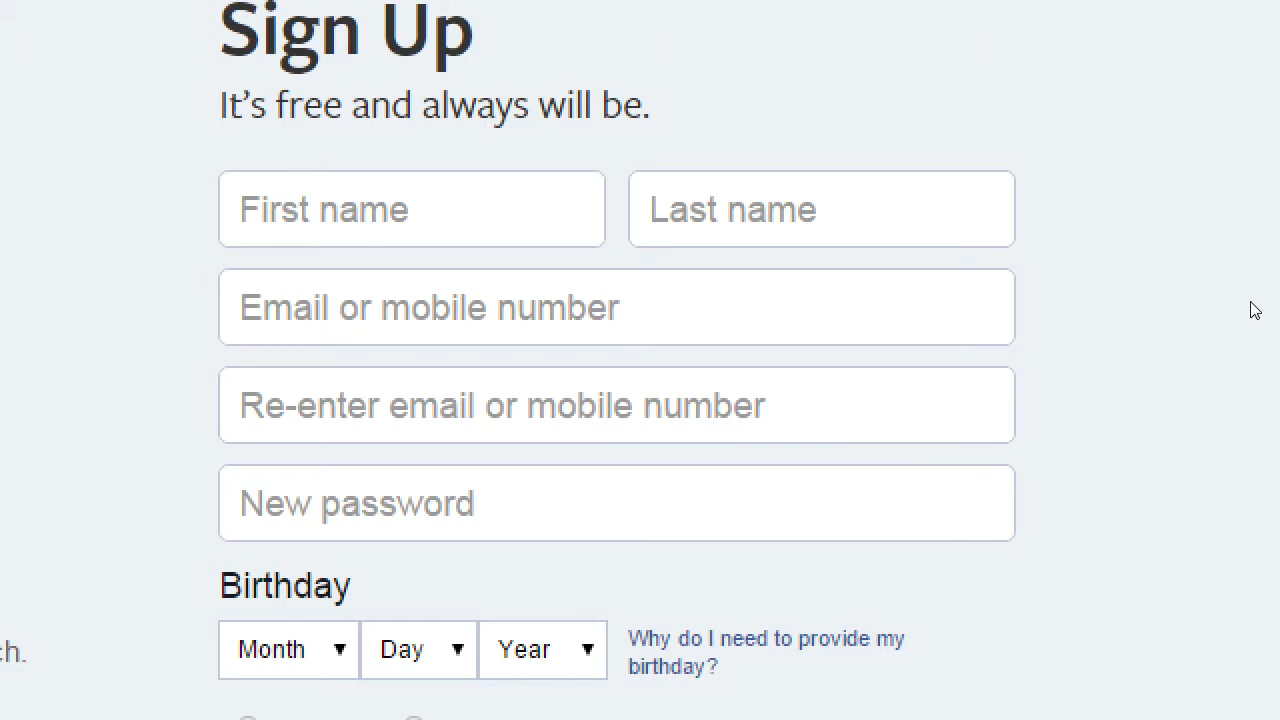 Sign Up
It's free and always will be.
First name Last name
Email or mobile number
Re-enter email or mobile number
New password
Birthday
Month Day Year Why do I need to provide my
birthday?
ch.